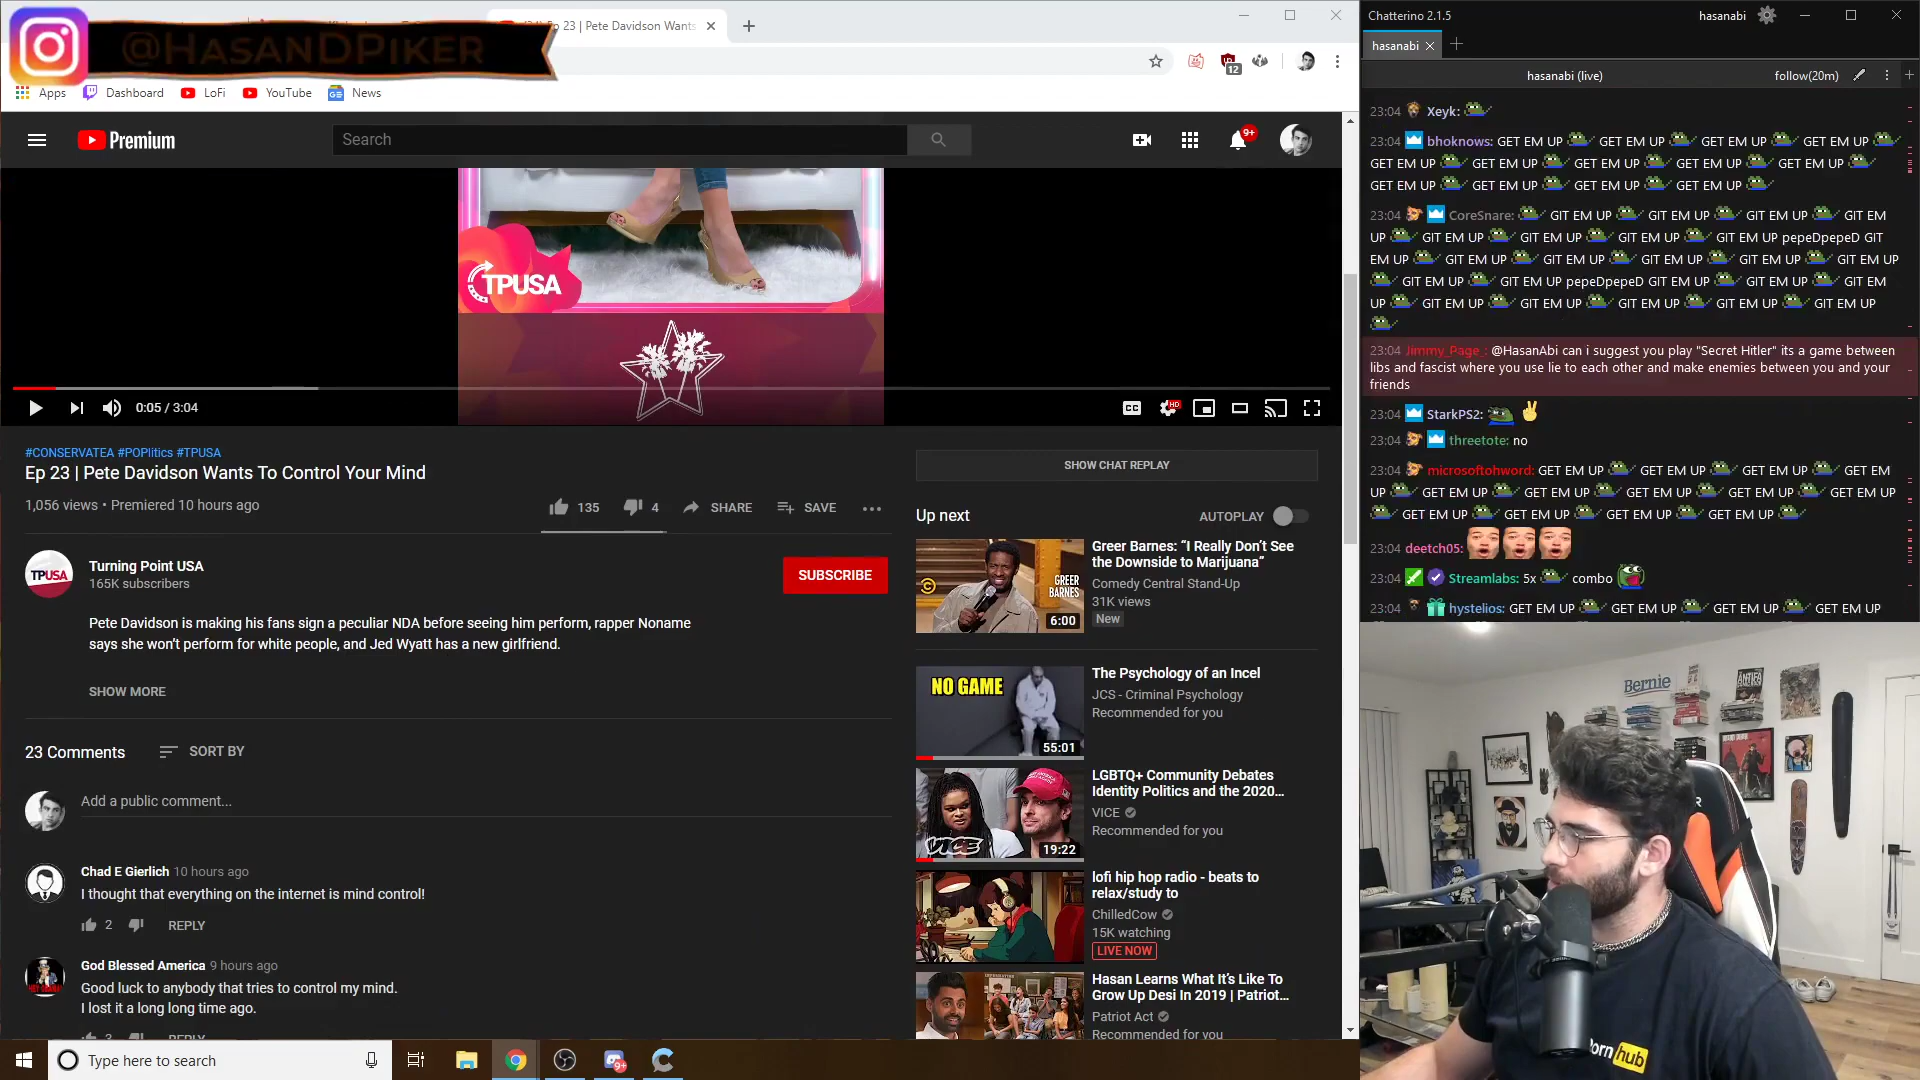 @HasanDPiker
Ep 23 | Pete Davidson Wants
12
Apps
Dashboard
LoFi
YouTube
News
Premium
Search
9+
TPUSA
0:05 / 3:04
CC
HD
#CONSERVATEA #POPlitics #TPUSA
Ep 23 | Pete Davidson Wants To Control Your Mind
1,056 views • Premiered 10 hours ago
135
4
SHARE
SAVE
TPUSA
Turning Point USA
165K subscribers
SUBSCRIBE
Pete Davidson is making his fans sign a peculiar NDA before seeing him perform, rapper Noname
says she won't perform for white people, and Jed Wyatt has a new girlfriend.
SHOW MORE
23 Comments
SORT BY
Add a public comment...
Chad E Gierlich 10 hours ago
I thought that everything on the internet is mind control!
2
REPLY
God Blessed America 9 hours ago
Good luck to anybody that tries to control my mind.
I lost it a long long time ago.
3
REPLY
SHOW CHAT REPLAY
Up next
AUTOPLAY
GREER
BARNES
6:00
Greer Barnes: “I Really Don’t See
the Downside to Marijuana”
Comedy Central Stand-Up
31K views
New
NO GAME
55:01
The Psychology of an Incel
JCS - Criminal Psychology
Recommended for you
VICE
19:22
LGBTQ+ Community Debates
Identity Politics and the 2020...
VICE
Recommended for you
lofi hip hop radio - beats to
relax/study to
ChilledCow
15K watching
LIVE NOW
Hasan Learns What It’s Like To
Grow Up Desi In 2019 | Patriot...
Patriot Act
Recommended for you
Type here to search
9+
Chatterino 2.1.5
hasanabi
hasanabi
hasanabi (live)
follow(20m)
23:04 Xeyk:
23:04 bhoknows: GET EM UP GET EM UP GET EM UP GET EM UP
GET EM UP GET EM UP GET EM UP GET EM UP GET EM UP
GET EM UP GET EM UP GET EM UP GET EM UP
23:04 CoreSnare: GIT EM UP GIT EM UP GIT EM UP GIT EM
UP GIT EM UP GIT EM UP GIT EM UP GIT EM UP pepeDpepeD GIT
EM UP GIT EM UP GIT EM UP GIT EM UP GIT EM UP GIT EM UP
GIT EM UP GIT EM UP pepeDpepeD GIT EM UP GIT EM UP GIT EM
UP GIT EM UP GIT EM UP GIT EM UP GIT EM UP GIT EM UP
23:04 Jimmy_Page_: @HasanAbi can i suggest you play "Secret Hitler" its a game between
libs and fascist where you use lie to each other and make enemies between you and your
friends
23:04 StarkPS2:
23:04 threetote: no
23:04 microsoftohword: GET EM UP GET EM UP GET EM UP GET EM
UP GET EM UP GET EM UP GET EM UP GET EM UP GET EM UP
GET EM UP GET EM UP GET EM UP GET EM UP
23:04 deetch05:
23:04 Streamlabs: 5x combo
23:04 hystelios: GET EM UP GET EM UP GET EM UP GET EM UP
Bernie
ANTIFA
Porn hub